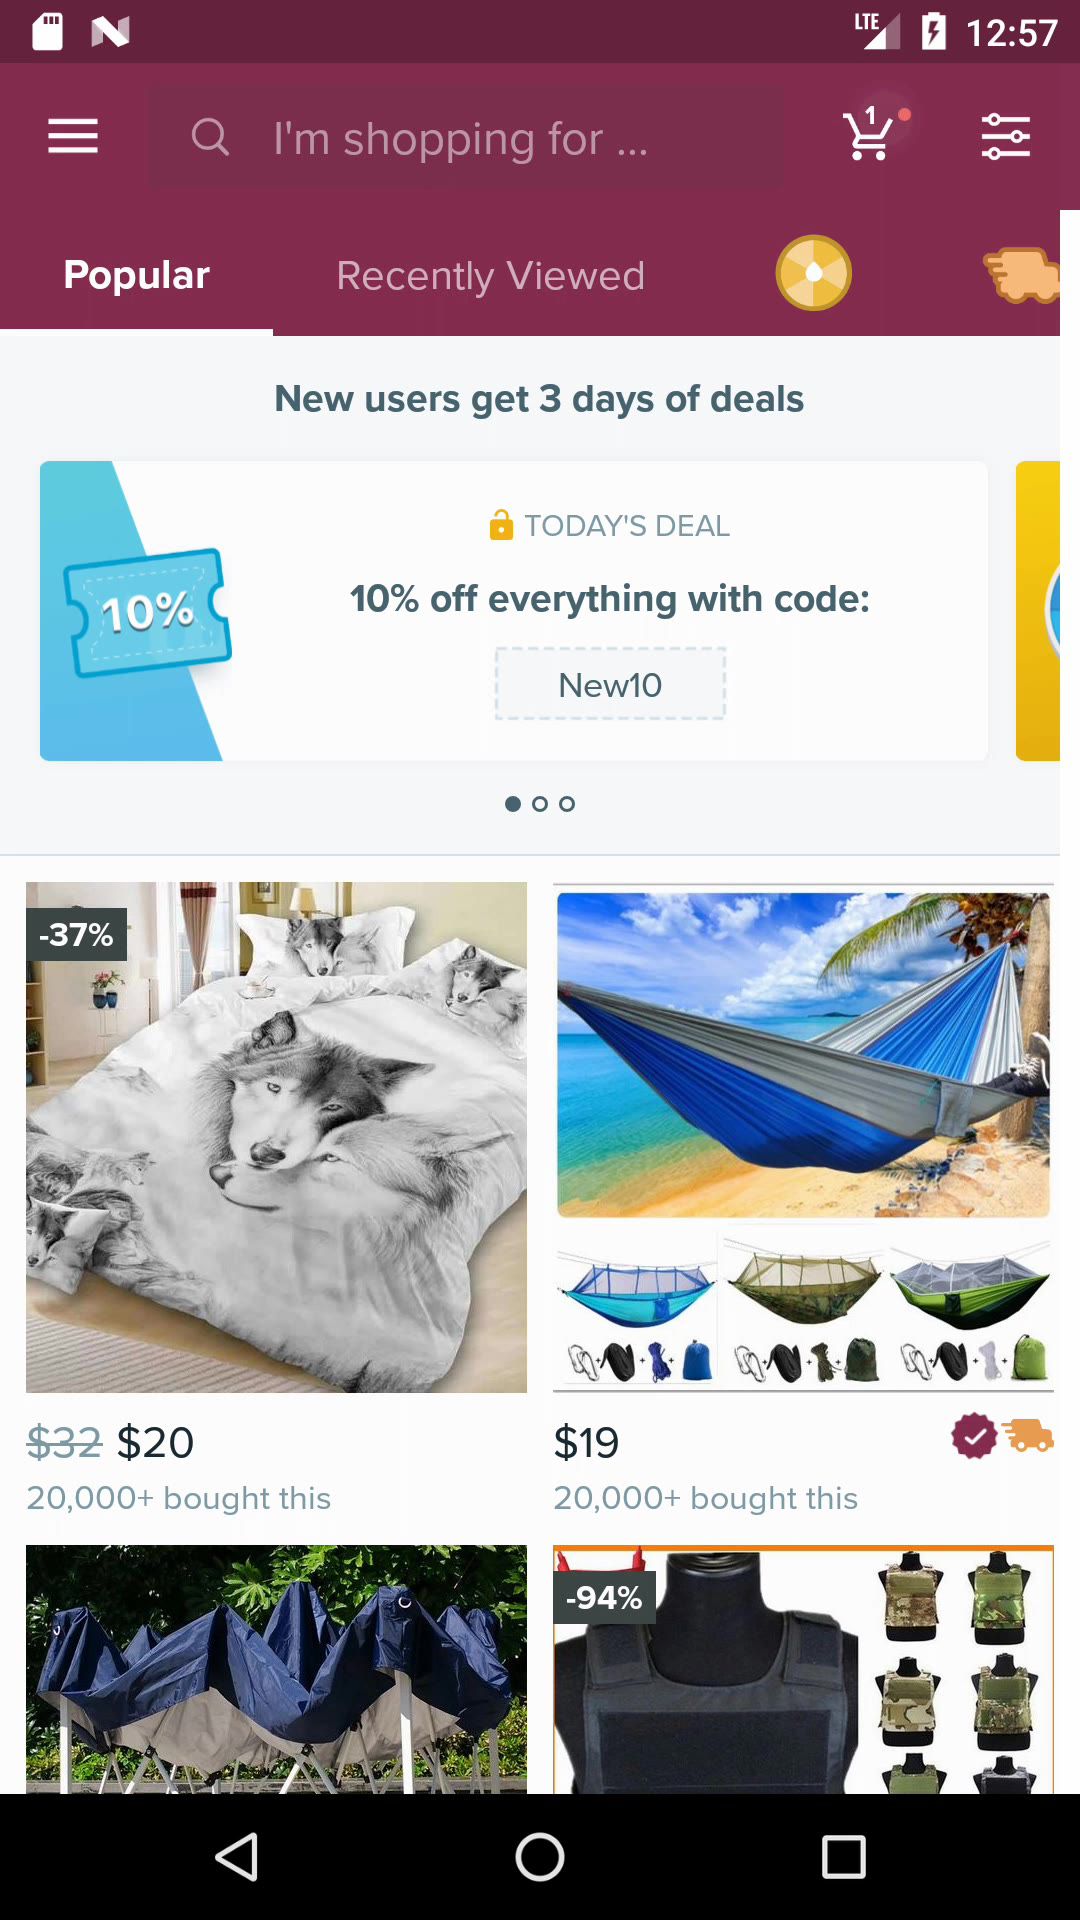 LTE
12:57
I'm shopping for ...
1
Popular
Recently Viewed
New users get 3 days of deals
TODAY'S DEAL
10%
10% off everything with code:
New10
-37%
$32 $20
20,000+ bought this
$19
20,000+ bought this
-94%